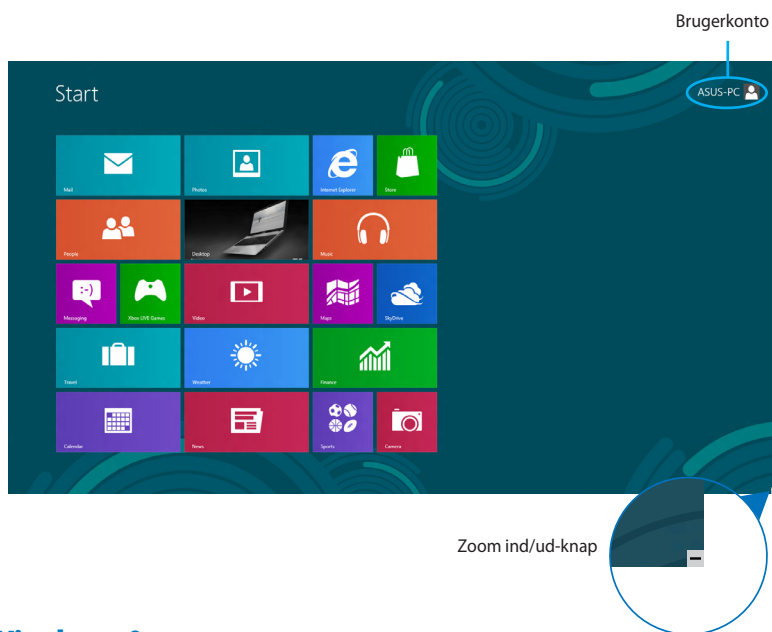 Brugerkonto
Start
ASUS-PC
Mail
Photos
Internet Explorer
Store
People
Desktop
Music
Messaging
Xbox LIVE Games
Video
Maps
SkyDrive
Travel
Weather
Finance
Calendar
News
Sports
Camera
Zoom ind/ud-knap